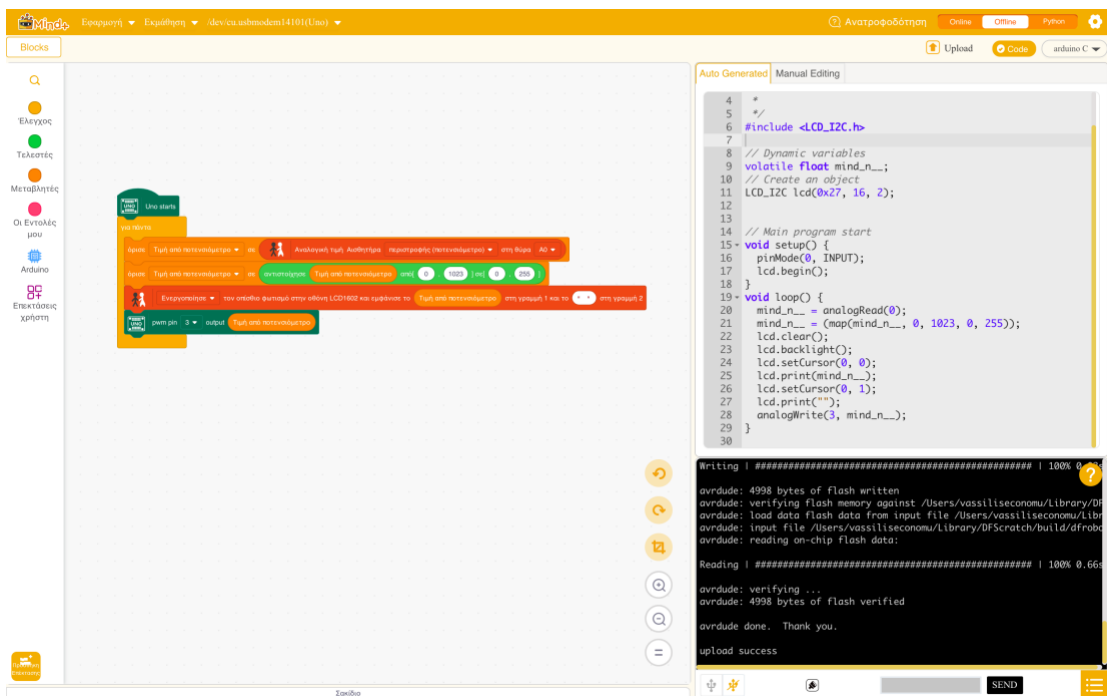 Mind+ Εφαρμογή Εκμάθηση /dev/cu.usbmodem14101(Uno) Ανατροφοδότηση Online Offline Python
Blocks Upload Code arduino C
Έλεγχος
Τελεστές
Μεταβλητές
Οι Εντολές
μου
Arduino
Επεκτάσεις
χρήστη
UNO Uno starts
για πάντα
όρισε Τιμή από ποτενσιόμετρο σε Αναλογική τιμή Αισθητήρα περιστροφής (ποτενσιόμετρο) στη θύρα A0
όρισε Τιμή από ποτενσιόμετρο σε αντιστοίχησε Τιμή από ποτενσιόμετρο από[ 0 , 1023 ] σε[ 0 , 255 ]
Ενεργοποίησε τον οπίσθιο φωτισμό στην οθόνη LCD1602 και εμφάνισε το Τιμή από ποτενσιόμετρο στη γραμμή 1 και το " " στη γραμμή 2
UNO pwm pin 3 output Τιμή από ποτενσιόμετρο
Σακίδιο
Auto Generated Manual Editing
4 *
5 */
6 #include <LCD_I2C.h>
7
8 // Dynamic variables
9 volatile float mind_n__;
10 // Create an object
11 LCD_I2C lcd(0x27, 16, 2);
12
13
14 // Main program start
15 void setup() {
16 pinMode(0, INPUT);
17 lcd.begin();
18 }
19 void loop() {
20 mind_n__ = analogRead(0);
21 mind_n__ = (map(mind_n__, 0, 1023, 0, 255));
22 lcd.clear();
23 lcd.backlight();
24 lcd.setCursor(0, 0);
25 lcd.print(mind_n__);
26 lcd.setCursor(0, 1);
27 lcd.print("");
28 analogWrite(3, mind_n__);
29 }
30
Writing | ################################################## | 100%
avrdude: 4998 bytes of flash written
avrdude: verifying flash memory against /Users/vassiliseconomu/Library/DF
avrdude: load data flash data from input file /Users/vassiliseconomu/Libr
avrdude: input file /Users/vassiliseconomu/Library/DFScratch/build/dfrobo
avrdude: reading on-chip flash data:
Reading | ################################################## | 100% 0.66s
avrdude: verifying ...
avrdude: 4998 bytes of flash verified
avrdude done. Thank you.
upload success
SEND